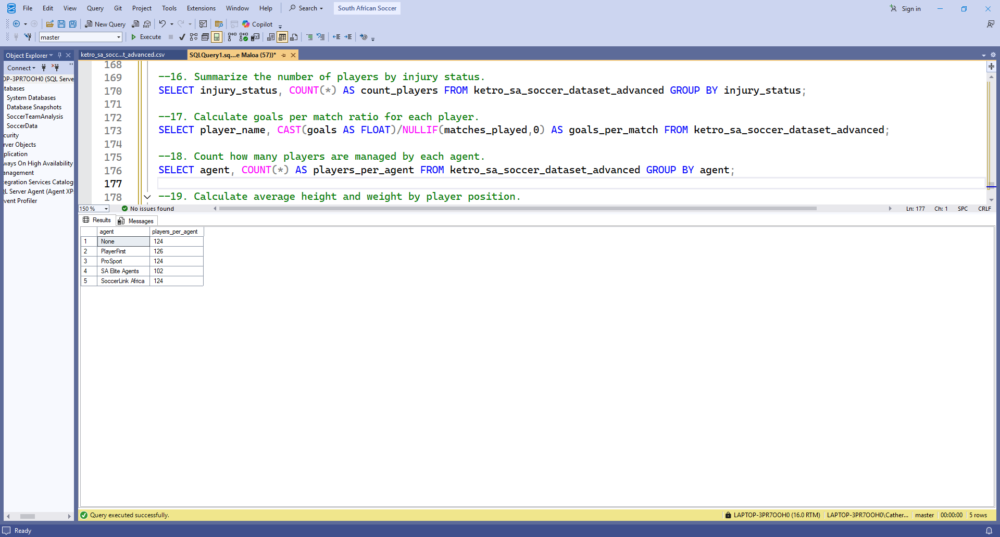 File Edit View Query Git Project Tools Extensions Window Help Search South African Soccer Sign in
New Query DAX Copilot
master Execute
Object Explorer
ketro_sa_socc...t_advanced.csv SQLQuery1.sq...e Maloa (57))*
Connect
OP-3PR7OOH0 (SQL Serve
tabases
System Databases
Database Snapshots
SoccerTeamAnalysis
SoccerData
curity
rver Objects
plication
ways On High Availability
anagement
tegration Services Catalog
QL Server Agent (Agent XP
vent Profiler
168
169 --16. Summarize the number of players by injury status.
170 SELECT injury_status, COUNT(*) AS count_players FROM ketro_sa_soccer_dataset_advanced GROUP BY injury_status;
171
172 --17. Calculate goals per match ratio for each player.
173 SELECT player_name, CAST(goals AS FLOAT)/NULLIF(matches_played,0) AS goals_per_match FROM ketro_sa_soccer_dataset_advanced;
174
175 --18. Count how many players are managed by each agent.
176 SELECT agent, COUNT(*) AS players_per_agent FROM ketro_sa_soccer_dataset_advanced GROUP BY agent;
177
178 --19. Calculate average height and weight by player position.
150 % No issues found Ln: 177 Ch: 1 SPC CRLF
Results Messages
agent players_per_agent
1 None 124
2 PlayerFirst 126
3 ProSport 124
4 SA Elite Agents 102
5 SoccerLink Africa 124
Query executed successfully. LAPTOP-3PR7OOH0 (16.0 RTM) LAPTOP-3PR7OOH0\Cather... master 00:00:00 5 rows
Ready